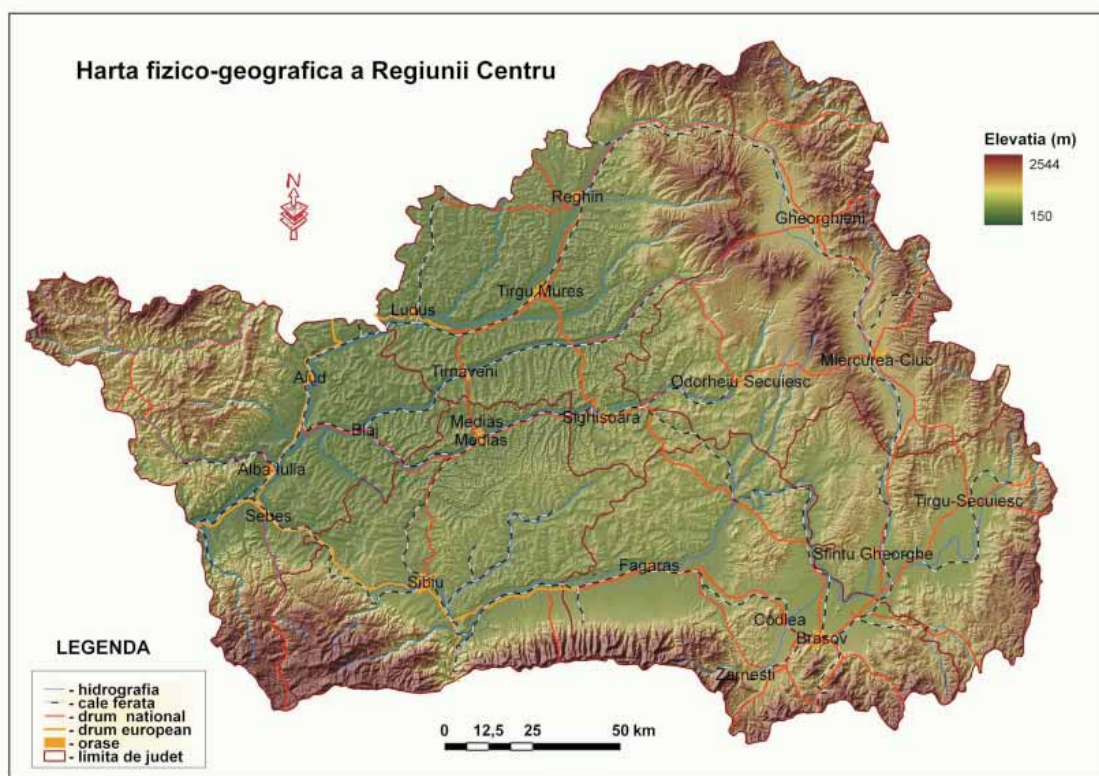 Harta fizico-geografica a Regiunii Centru
N
Elevatia (m)
2544
150
Reghin
Gheorghieni
Tirgu Mures
Ludus
Miercurea-Ciuc
Aiud
Tirnaveni
Odorheiu Secuiesc
Medias
Sighisoara
Blaj
Medias
Alba Iulia
Tirgu-Secuiesc
Sebes
Sfintu Gheorghe
Fagaras
Sibiu
Codlea
Brasov
Zarnesti
LEGENDA
- hidrografia
- cale ferata
- drum national
- drum european
- orase
- limita de judet
0 12,5 25 50 km